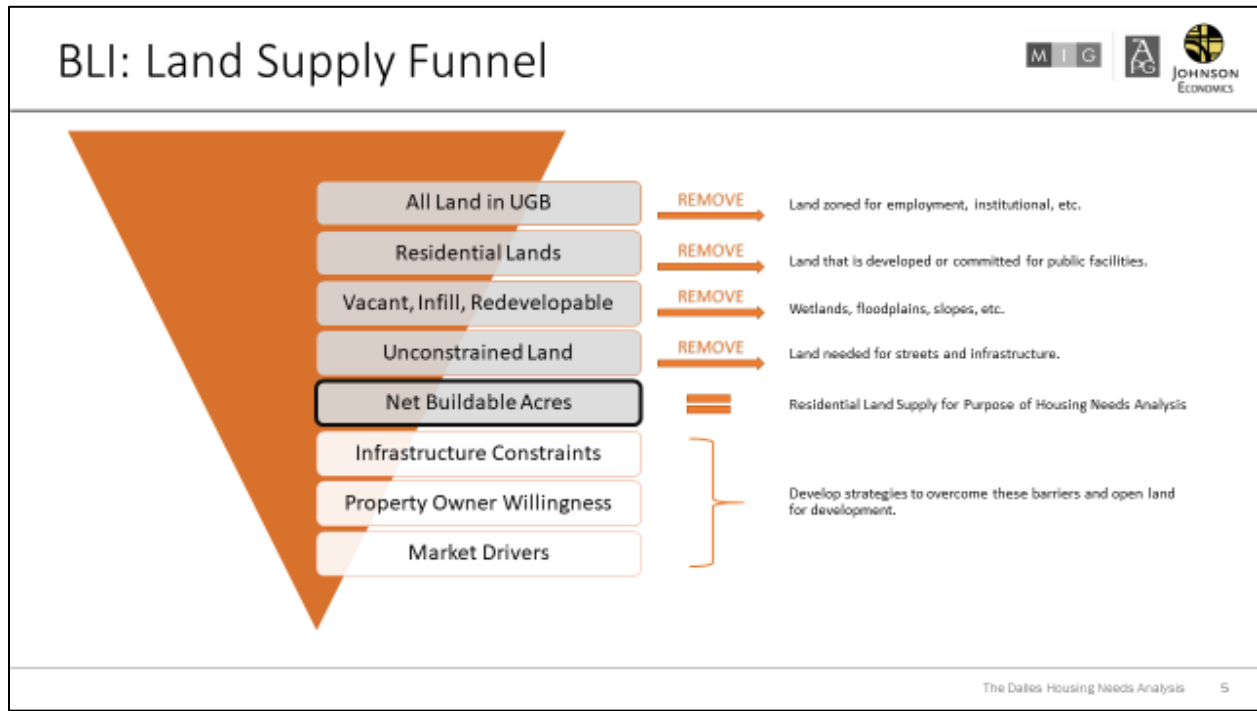 BLI: Land Supply Funnel
M I G
APG
JOHNSON
ECONOMICS
All Land in UGB
REMOVE
Land zoned for employment, institutional, etc.
Residential Lands
REMOVE
Land that is developed or committed for public facilities.
Vacant, Infill, Redevelopable
REMOVE
Wetlands, floodplains, slopes, etc.
Unconstrained Land
REMOVE
Land needed for streets and infrastructure.
Net Buildable Acres
=
Residential Land Supply for Purpose of Housing Needs Analysis
Infrastructure Constraints
Property Owner Willingness
Market Drivers
Develop strategies to overcome these barriers and open land
for development.
The Dalles Housing Needs Analysis 5